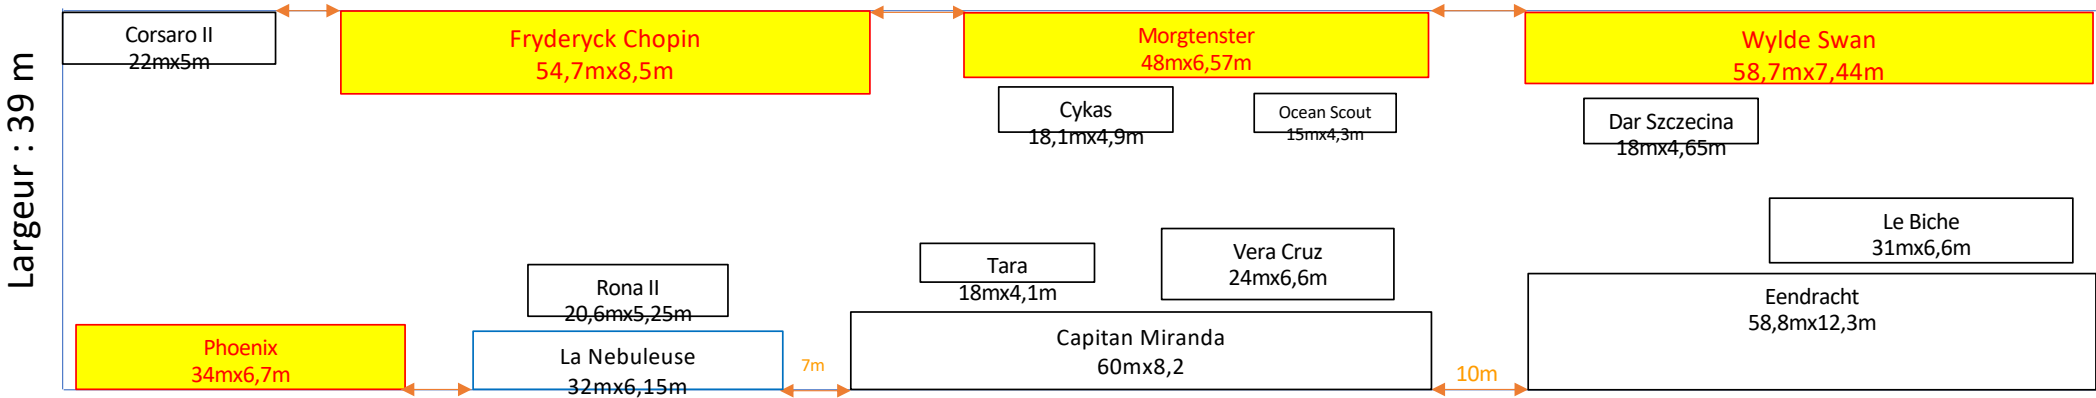 Largeur : 39 m
Corsaro II
22mx5m
Fryderyck Chopin
54,7mx8,5m
Morgtenster
48mx6,57m
Wylde Swan
58,7mx7,44m
Cykas
18,1mx4,9m
Ocean Scout
15mx4,3m
Dar Szczecina
18mx4,65m
Le Biche
31mx6,6m
Vera Cruz
24mx6,6m
Tara
18mx4,1m
Rona II
20,6mx5,25m
Eendracht
58,8mx12,3m
Phoenix
34mx6,7m
La Nebuleuse
32mx6,15m
7m
Capitan Miranda
60mx8,2
10m